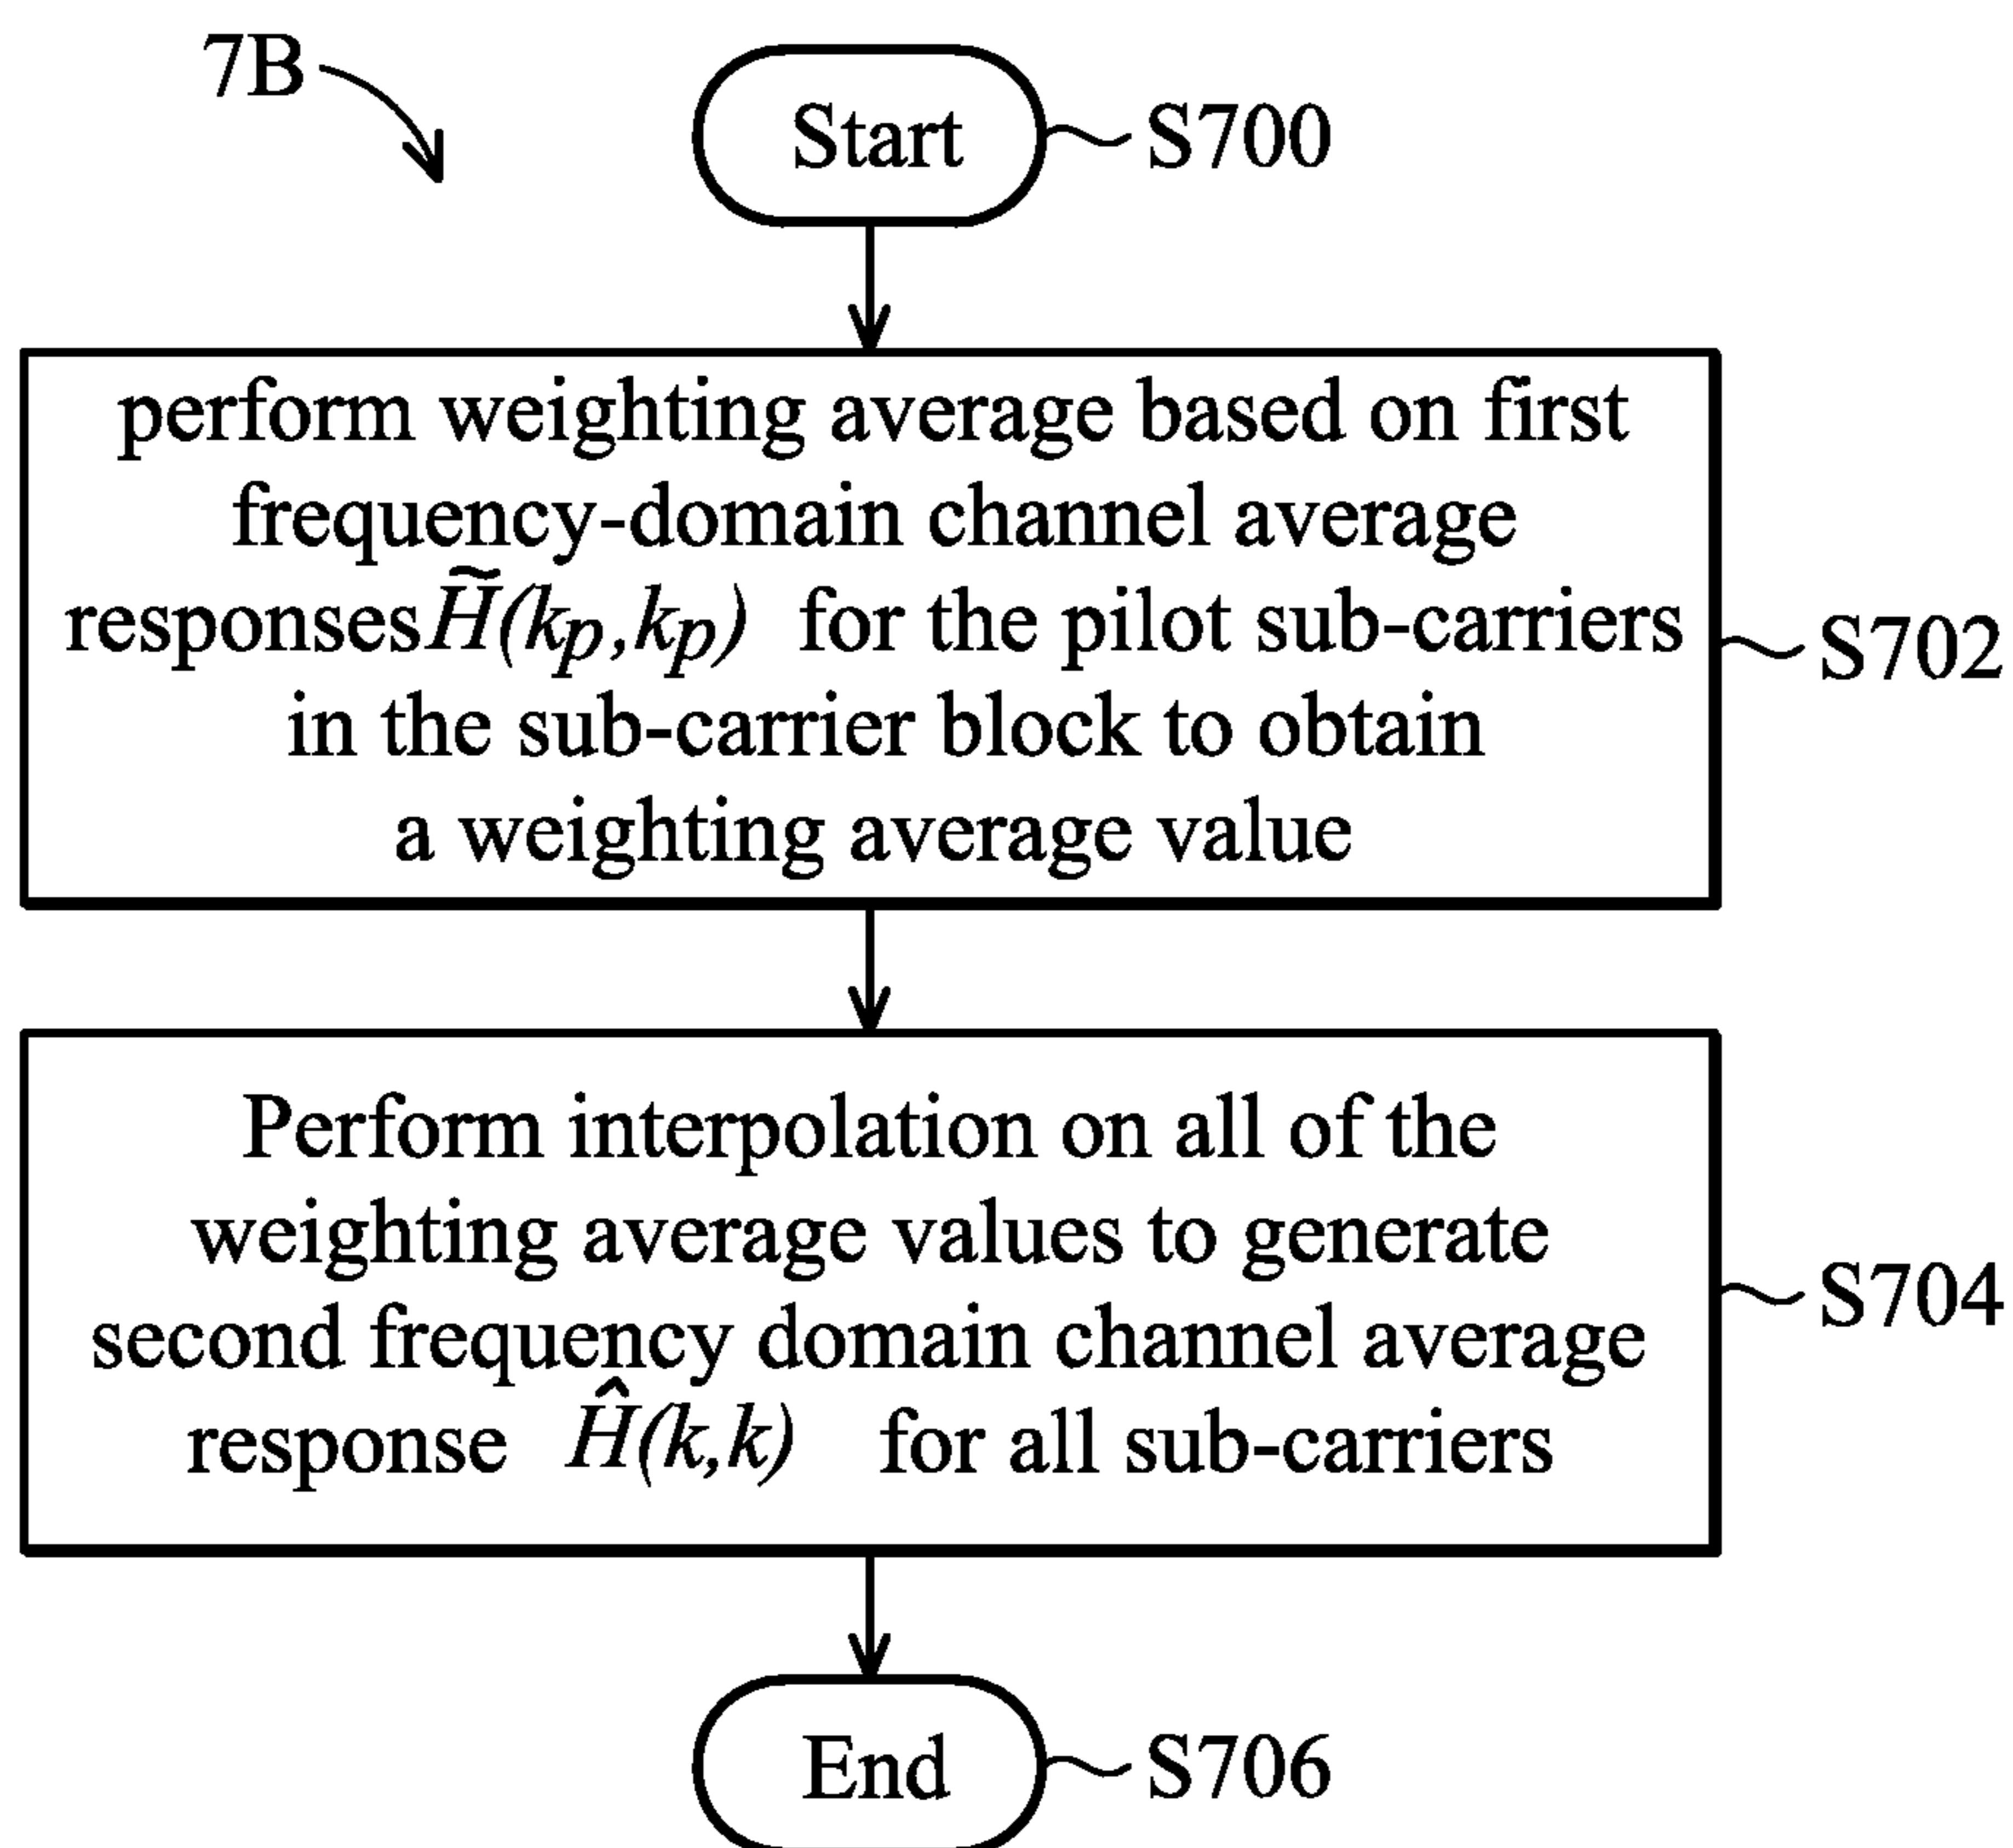 7B
Start
S700
perform weighting average based on first
frequency-domain channel average
responses H̃(kp,kp) for the pilot sub-carriers
in the sub-carrier block to obtain
a weighting average value
S702
Perform interpolation on all of the
weighting average values to generate
second frequency domain channel average
response Ĥ(k,k) for all sub-carriers
S704
End
S706